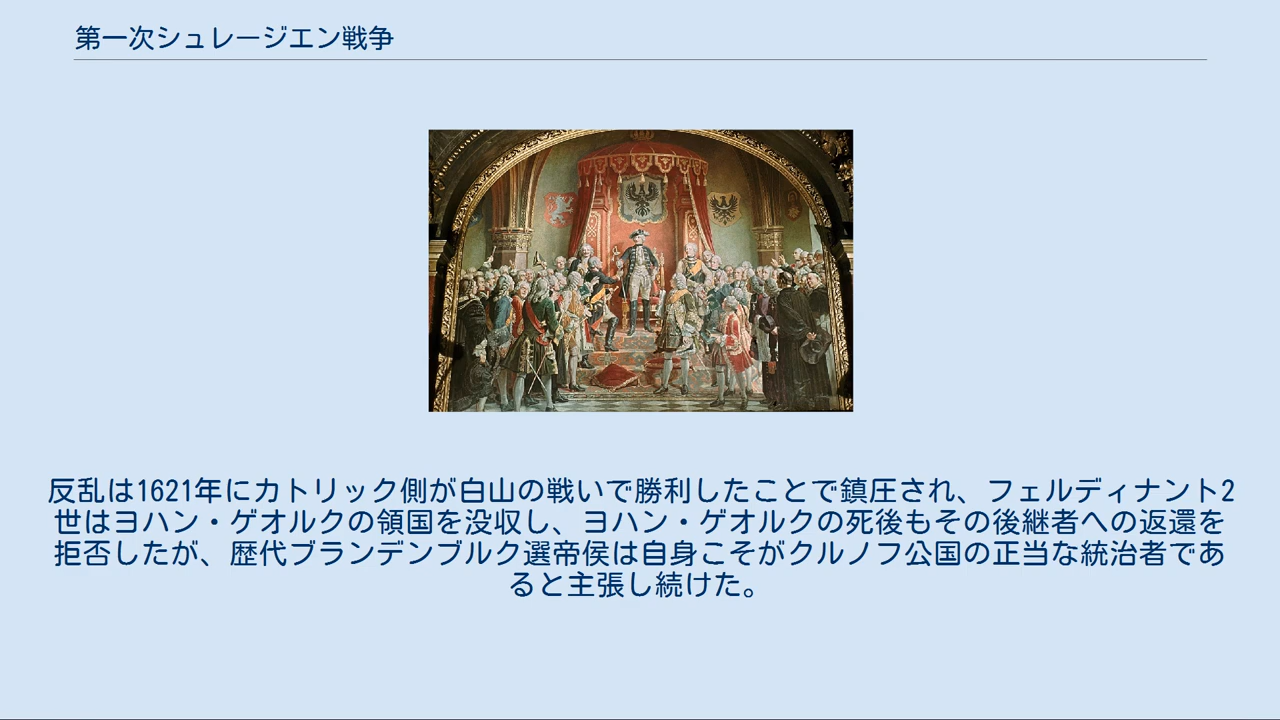 第一次シュレージエン戦争
反乱は1621年にカトリック側が白山の戦いで勝利したことで鎮圧され、フェルディナント2
世はヨハン・ゲオルクの領国を没収し、ヨハン・ゲオルクの死後もその後継者への返還を
拒否したが、歴代ブランデンブルク選帝侯は自身こそがクルノフ公国の正当な統治者であ
ると主張し続けた。